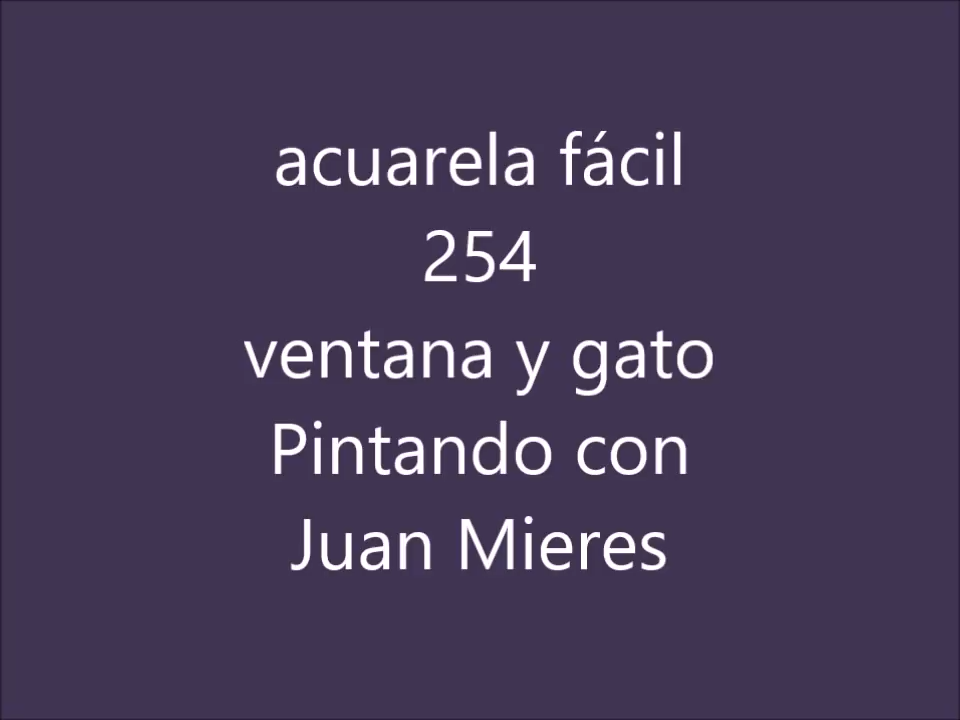 acuarela fácil
254
ventana y gato
Pintando con
Juan Mieres